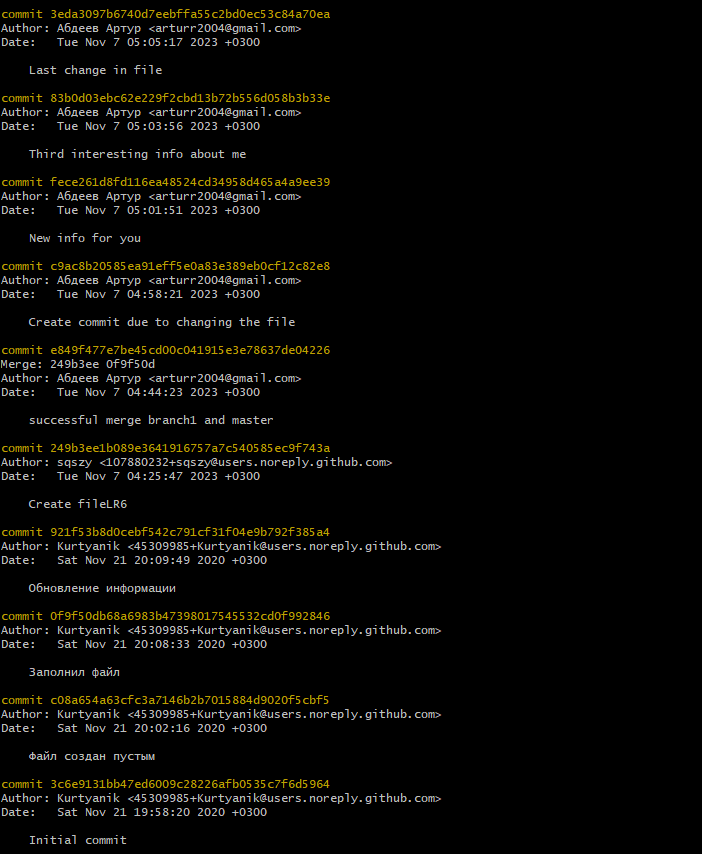 commit 3eda3097b6740d7eebffa55c2bd0ec53c84a70ea
Author: Абдеев Артур <arturr2004@gmail.com>
Date:   Tue Nov 7 05:05:17 2023 +0300
Last change in file
commit 83b0d03ebc62e229f2cbd13b72b556d058b3b33e
Author: Абдеев Артур <arturr2004@gmail.com>
Date:   Tue Nov 7 05:03:56 2023 +0300
Third interesting info about me
commit fece261d8fd116ea48524cd34958d465a4a9ee39
Author: Абдеев Артур <arturr2004@gmail.com>
Date:   Tue Nov 7 05:01:51 2023 +0300
New info for you
commit c9ac8b20585ea91eff5e0a83e389eb0cf12c82e8
Author: Абдеев Артур <arturr2004@gmail.com>
Date:   Tue Nov 7 04:58:21 2023 +0300
Create commit due to changing the file
commit e849f477e7be45cd00c041915e3e78637de04226
Merge: 249b3ee 0f9f50d
Author: Абдеев Артур <arturr2004@gmail.com>
Date:   Tue Nov 7 04:44:23 2023 +0300
successful merge branch1 and master
commit 249b3ee1b089e3641916757a7c540585ec9f743a
Author: sqszy <107880232+sqszy@users.noreply.github.com>
Date:   Tue Nov 7 04:25:47 2023 +0300
Create fileLR6
commit 921f53b8d0cebf542c791cf31f04e9b792f385a4
Author: Kurtyanik <45309985+Kurtyanik@users.noreply.github.com>
Date:   Sat Nov 21 20:09:49 2020 +0300
Обновление информации
commit 0f9f50db68a6983b47398017545532cd0f992846
Author: Kurtyanik <45309985+Kurtyanik@users.noreply.github.com>
Date:   Sat Nov 21 20:08:33 2020 +0300
Заполнил файл
commit c08a654a63cfc3a7146b2b7015884d9020f5cbf5
Author: Kurtyanik <45309985+Kurtyanik@users.noreply.github.com>
Date:   Sat Nov 21 20:02:16 2020 +0300
Файл создан пустым
commit 3c6e9131bb47ed6009c28226afb0535c7f6d5964
Author: Kurtyanik <45309985+Kurtyanik@users.noreply.github.com>
Date:   Sat Nov 21 19:58:20 2020 +0300
Initial commit